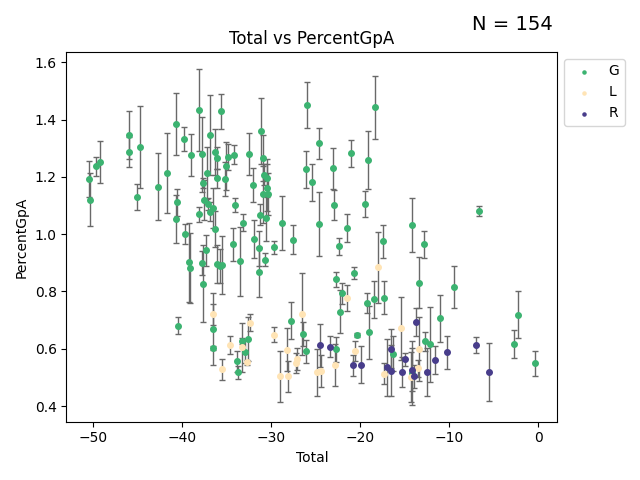 N = 154
Total vs PercentGpA
G
L
R
PercentGpA
1.6
1.4
1.2
1.0
0.8
0.6
0.4
−50
−40
−30
−20
−10
0
Total